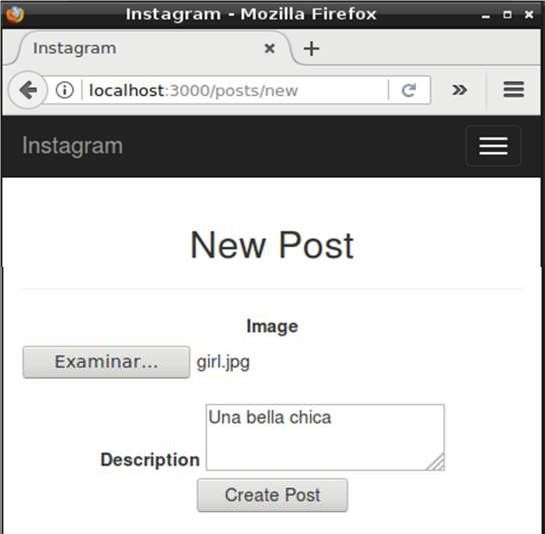 Instagram - Mozilla Firefox
Instagram
localhost:3000/posts/new
Instagram
New Post
Image
Examinar... girl.jpg
Una bella chica
Description
Create Post